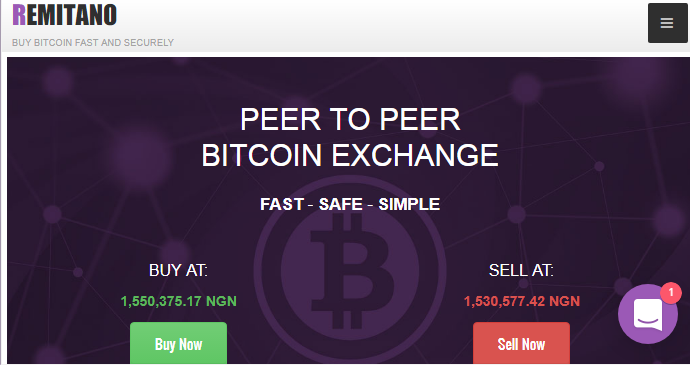 REMITANO
BUY BITCOIN FAST AND SECURELY
PEER TO PEER
BITCOIN EXCHANGE
FAST - SAFE - SIMPLE
BUY AT:
1,550,375.17 NGN
Buy Now
SELL AT:
1,530,577.42 NGN
Sell Now
1